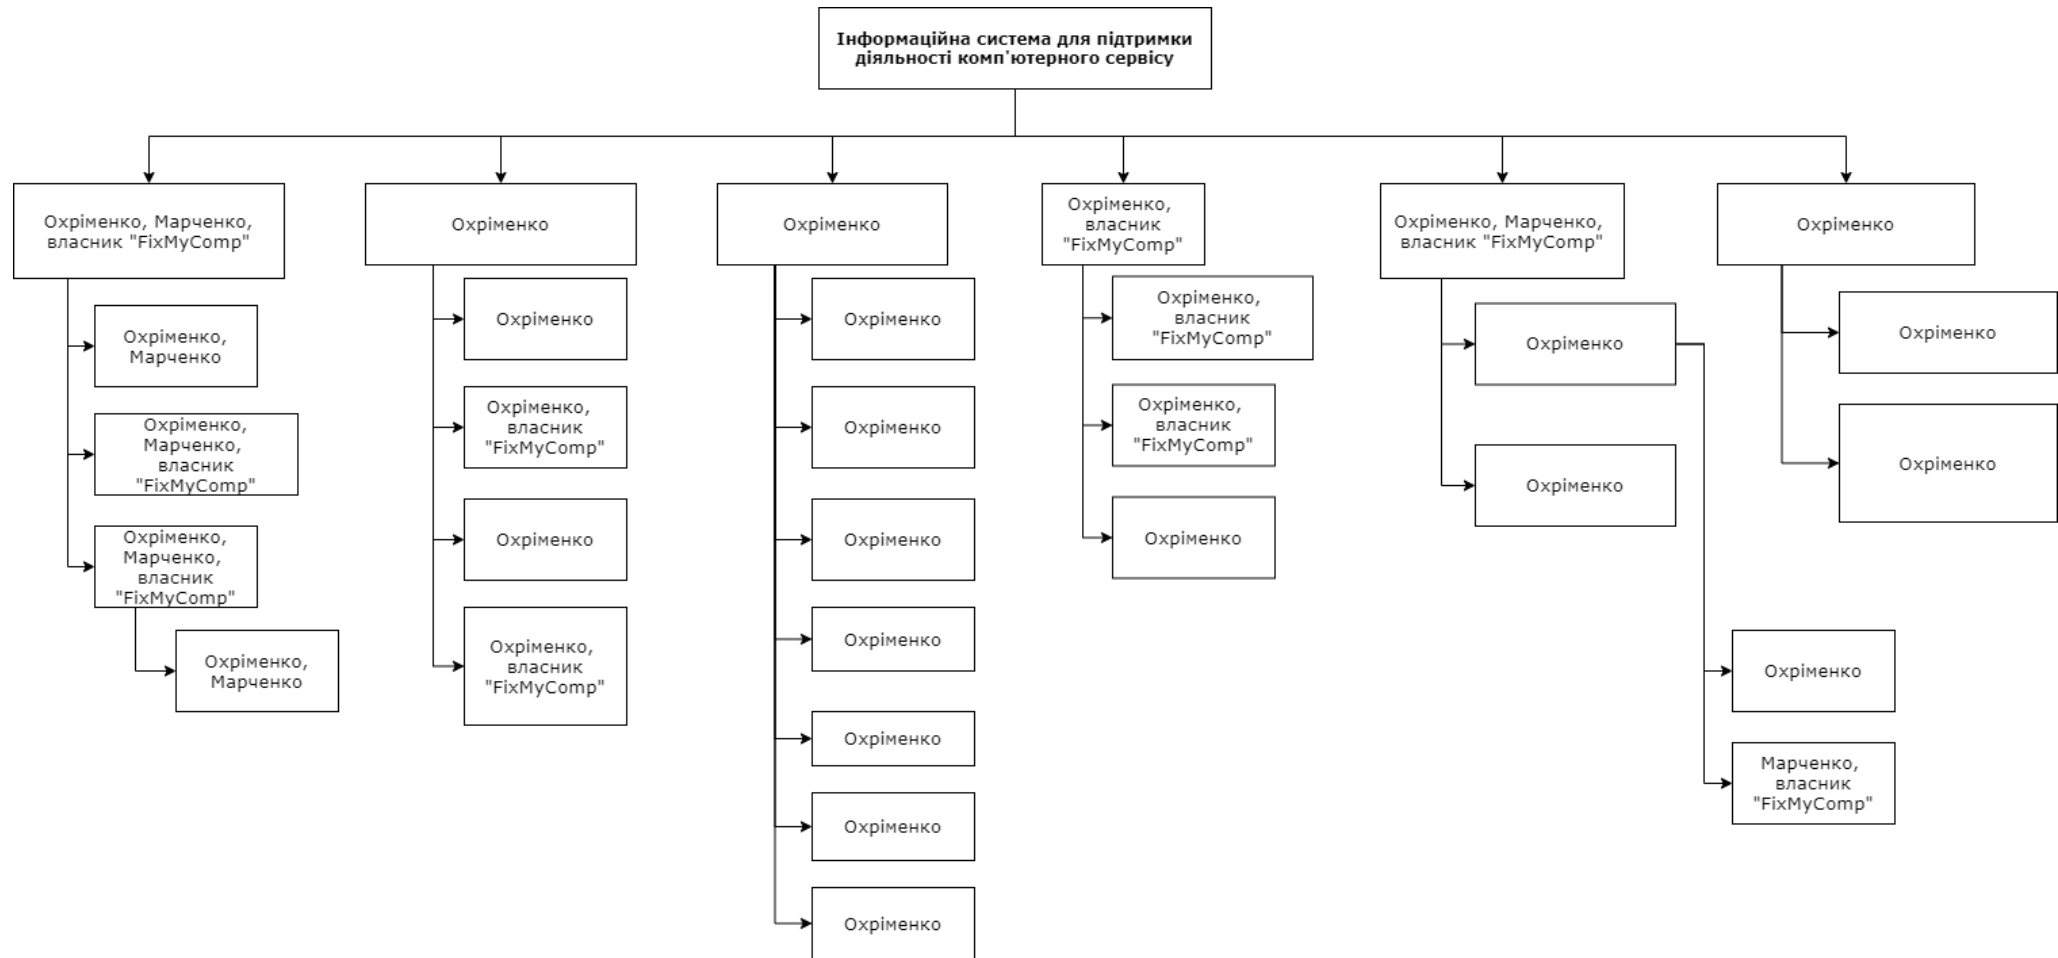 Інформаційна система для підтримки
діяльності комп'ютерного сервісу
Охріменко, Марченко,
власник "FixMyComp"
Охріменко,
Марченко
Охріменко,
Марченко,
власник
"FixMyComp"
Охріменко,
Марченко,
власник
"FixMyComp"
Охріменко,
Марченко
Охріменко
Охріменко
Охріменко,
власник
"FixMyComp"
Охріменко
Охріменко,
власник
"FixMyComp"
Охріменко
Охріменко
Охріменко
Охріменко
Охріменко
Охріменко
Охріменко
Охріменко
Охріменко,
власник
"FixMyComp"
Охріменко,
власник
"FixMyComp"
Охріменко,
власник
"FixMyComp"
Охріменко
Охріменко, Марченко,
власник "FixMyComp"
Охріменко
Охріменко
Охріменко
Марченко,
власник
"FixMyComp"
Охріменко
Охріменко
Охріменко